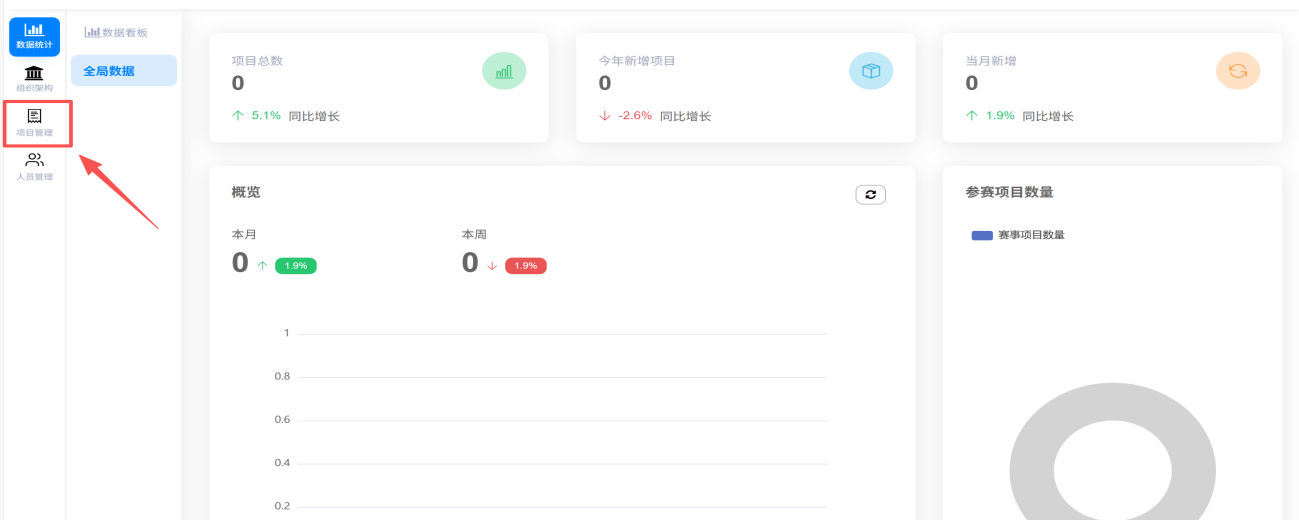 数据统计
组织架构
项目管理
人员管理
数据看板
全局数据
项目总数
0
5.1% 同比增长
今年新增项目
0
-2.6% 同比增长
当月新增
0
1.9% 同比增长
概览
本月
0 1.9%
本周
0 1.9%
1
0.8
0.6
0.4
0.2
参赛项目数量
赛事项目数量